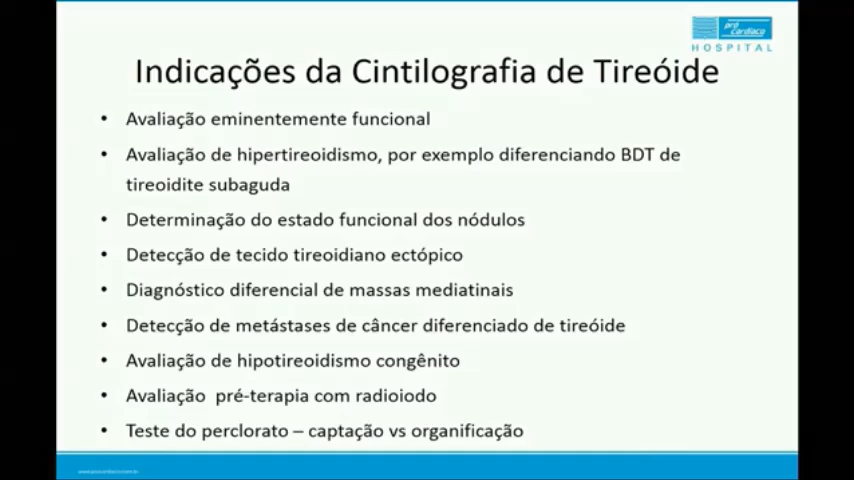 pró
cardíaco
HOSPITAL
Indicações da Cintilografia de Tireóide
• Avaliação eminentemente funcional
• Avaliação de hipertireoidismo, por exemplo diferenciando BDT de
tireoidite subaguda
• Determinação do estado funcional dos nódulos
• Detecção de tecido tireoidiano ectópico
• Diagnóstico diferencial de massas mediatinais
• Detecção de metástases de câncer diferenciado de tireóide
• Avaliação de hipotireoidismo congênito
• Avaliação pré-terapia com radioiodo
• Teste do perclorato – captação vs organificação